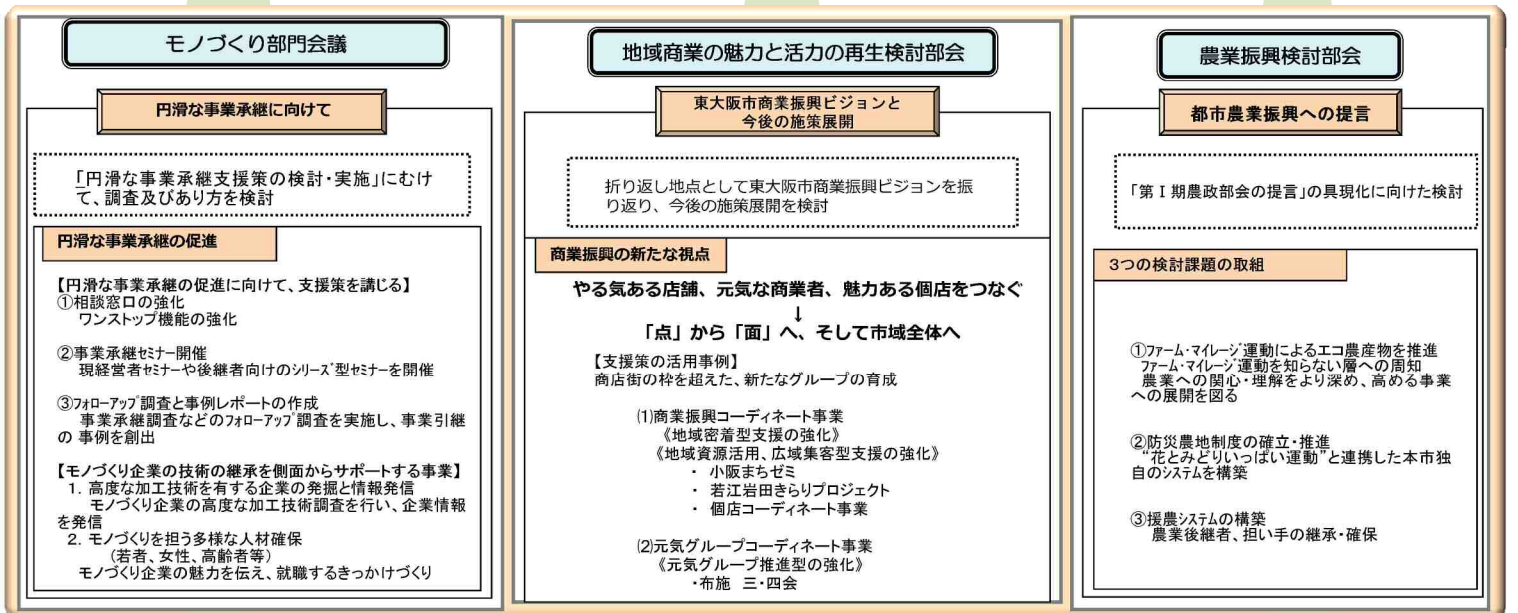 モノづくり部門会議
円滑な事業承継に向けて
「円滑な事業承継支援策の検討・実施」にむけ
て、調査及びあり方を検討
円滑な事業承継の促進
【円滑な事業承継の促進に向けて、支援策を講じる】
①相談窓口の強化
ワンストップ機能の強化
②事業承継セミナー開催
現経営者セミナーや後継者向けのシリーズ型セミナーを開催
③フォローアップ調査と事例レポートの作成
事業承継調査などのフォローアップ調査を実施し、事業引継
の 事例を創出
【モノづくり企業の技術の継承を側面からサポートする事業】
1. 高度な加工技術を有する企業の発掘と情報発信
モノづくり企業の高度な加工技術調査を行い、企業情報
を発信
2. モノづくりを担う多様な人材確保
(若者、女性、高齢者等)
モノづくり企業の魅力を伝え、就職するきっかけづくり
地域商業の魅力と活力の再生検討部会
東大阪市商業振興ビジョンと
今後の施策展開
折り返し地点として東大阪市商業振興ビジョンを振
り返り、今後の施策展開を検討
商業振興の新たな視点
やる気ある店舗、元気な商業者、魅力ある個店をつなぐ
↓
「点」から「面」へ、そして市域全体へ
【支援策の活用事例】
商店街の枠を超えた、新たなグループの育成
(1)商業振興コーディネート事業
《地域密着型支援の強化》
《地域資源活用、広域集客型支援の強化》
・ 小阪まちゼミ
・ 若江岩田きらりプロジェクト
・ 個店コーディネート事業
(2)元気グループコーディネート事業
《元気グループ推進型の強化》
・布施 三・四会
農業振興検討部会
都市農業振興への提言
「第Ⅰ期農政部会の提言」の具現化に向けた検討
3つの検討課題の取組
①ファーム・マイレージ運動によるエコ農産物を推進
ファーム・マイレージ運動を知らない層への周知
農業への関心・理解をより深め、高める事業
への展開を図る
②防災農地制度の確立・推進
“花とみどりいっぱい運動”と連携した本市独
自のシステムを構築
③援農システムの構築
農業後継者、担い手の継承・確保